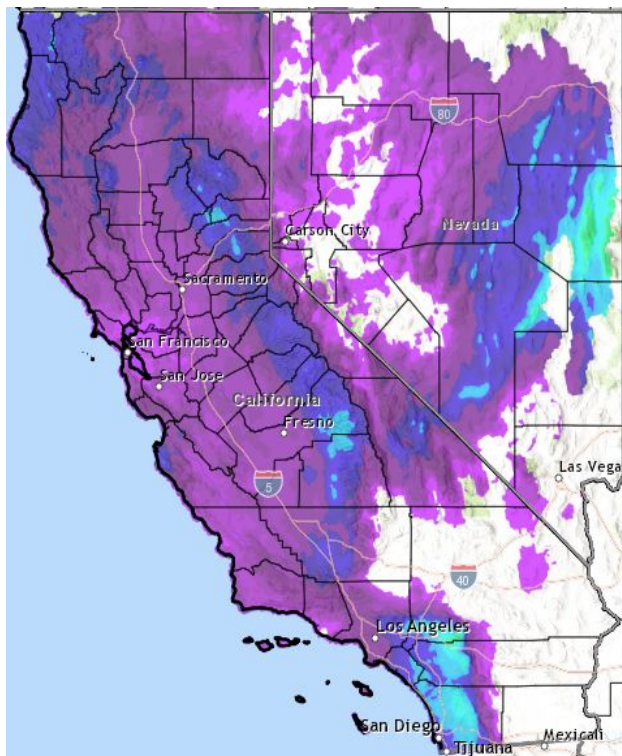 80
Nevada
Carson City
Sacramento
San Francisco
San Jose
California
Fresno
5
Las Vega
40
Los Angeles
San Diego
Tijuana
Mexicali